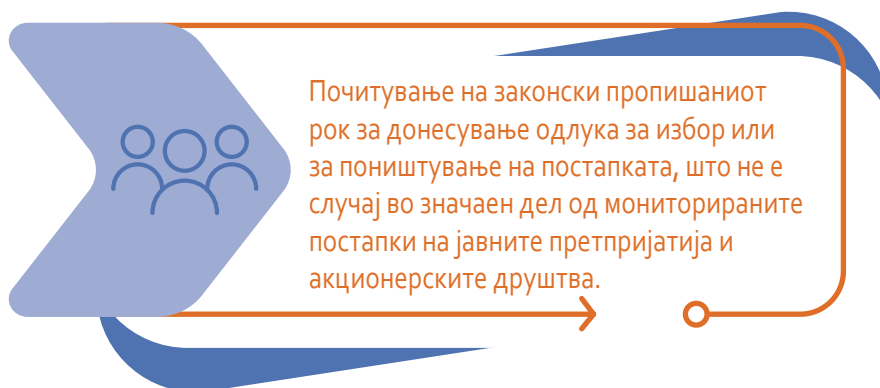 Почитување на законски пропишаниот
рок за донесување одлука за избор или
за поништување на постапката, што не е
случај во значаен дел од мониторираните
постапки на јавните претпријатија и
акционерските друштва.